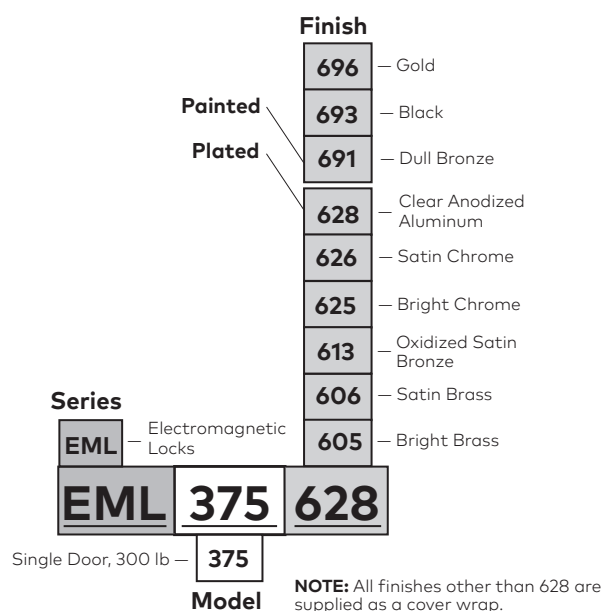 Finish
696 — Gold
Painted
693 — Black
Plated
691 — Dull Bronze
628 — Clear Anodized
Aluminum
626 — Satin Chrome
625 — Bright Chrome
613 — Oxidized Satin
Bronze
606 — Satin Brass
Series
EML — Electromagnetic
Locks
605 — Bright Brass
EML 375 628
Single Door, 300 lb — 375
Model
NOTE: All finishes other than 628 are
supplied as a cover wrap.